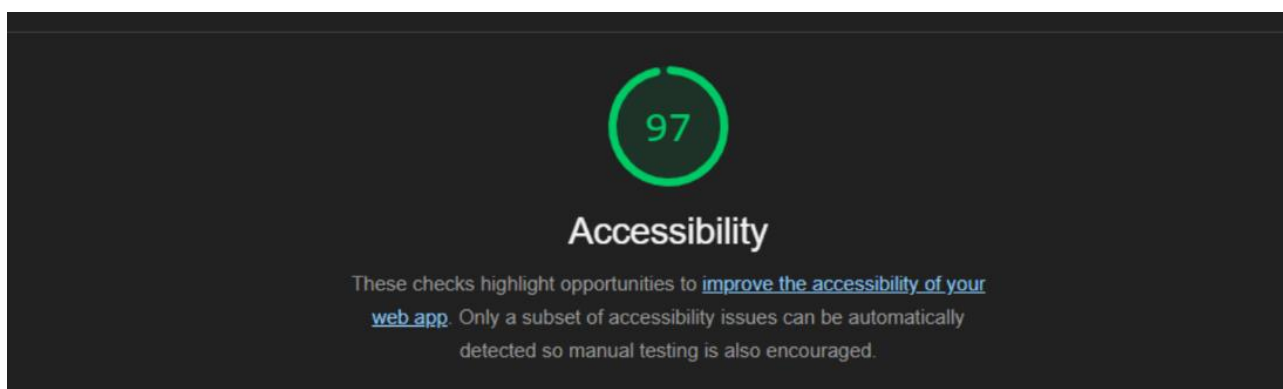 97
Accessibility
These checks highlight opportunities to improve the accessibility of your
web app. Only a subset of accessibility issues can be automatically
detected so manual testing is also encouraged.